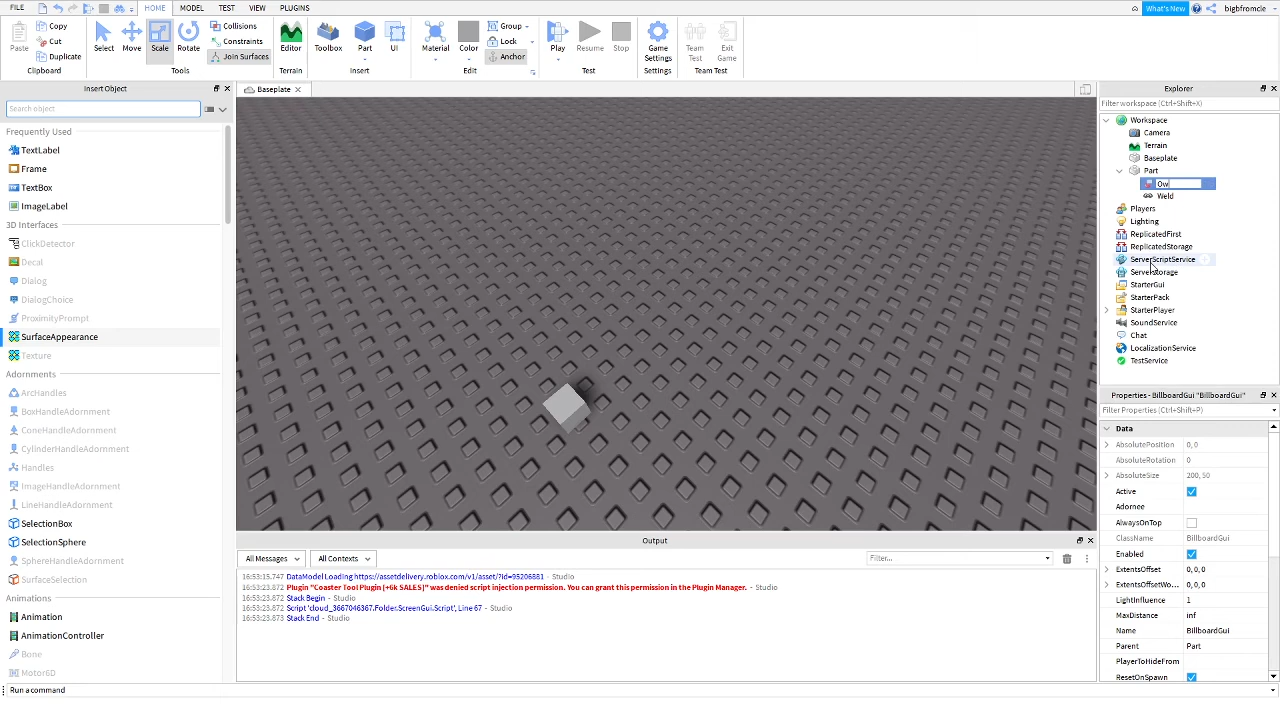 FILE HOME MODEL TEST VIEW PLUGINS What's New bigbfromcle
Paste Copy Cut Duplicate Clipboard
Select Move Scale Rotate Collisions Constraints Join Surfaces Tools
Editor Terrain
Toolbox Part UI Insert
Material Color Group Lock Anchor Edit
Play Resume Stop Test
Game Settings Settings
Team Test Exit Game Team Test
Insert Object
Search object
Frequently Used
TextLabel
Frame
TextBox
ImageLabel
3D Interfaces
ClickDetector
Decal
Dialog
DialogChoice
ProximityPrompt
SurfaceAppearance
Texture
Adornments
ArcHandles
BoxHandleAdornment
ConeHandleAdornment
CylinderHandleAdornment
Handles
ImageHandleAdornment
LineHandleAdornment
SelectionBox
SelectionSphere
SphereHandleAdornment
SurfaceSelection
Animations
Animation
AnimationController
Bone
Motor6D
Baseplate
Output
All Messages All Contexts Filter...
16:53:15.747 DataModel Loading https://assetdelivery.roblox.com/v1/asset/?id=95206881 - Studio
16:53:23.872 Plugin "Coaster Tool Plugin [+6k SALES]" was denied script injection permission. You can grant this permission in the Plugin Manager. - Studio
16:53:23.872 Stack Begin - Studio
16:53:23.872 Script 'cloud_3667046367.Folder.ScreenGui.Script', Line 67 - Studio
16:53:23.873 Stack End - Studio
Explorer
Filter workspace (Ctrl+Shift+X)
Workspace
Camera
Terrain
Baseplate
Part
Ow
Weld
Players
Lighting
ReplicatedFirst
ReplicatedStorage
ServerScriptService
ServerStorage
StarterGui
StarterPack
StarterPlayer
SoundService
Chat
LocalizationService
TestService
Properties - BillboardGui "BillboardGui"
Filter Properties (Ctrl+Shift+P)
Data
AbsolutePosition 0, 0
AbsoluteRotation 0
AbsoluteSize 200, 50
Active
Adornee
AlwaysOnTop
ClassName BillboardGui
Enabled
ExtentsOffset 0, 0, 0
ExtentsOffsetWo... 0, 0, 0
LightInfluence 1
MaxDistance inf
Name BillboardGui
Parent Part
PlayerToHideFrom
ResetOnSpawn
Run a command